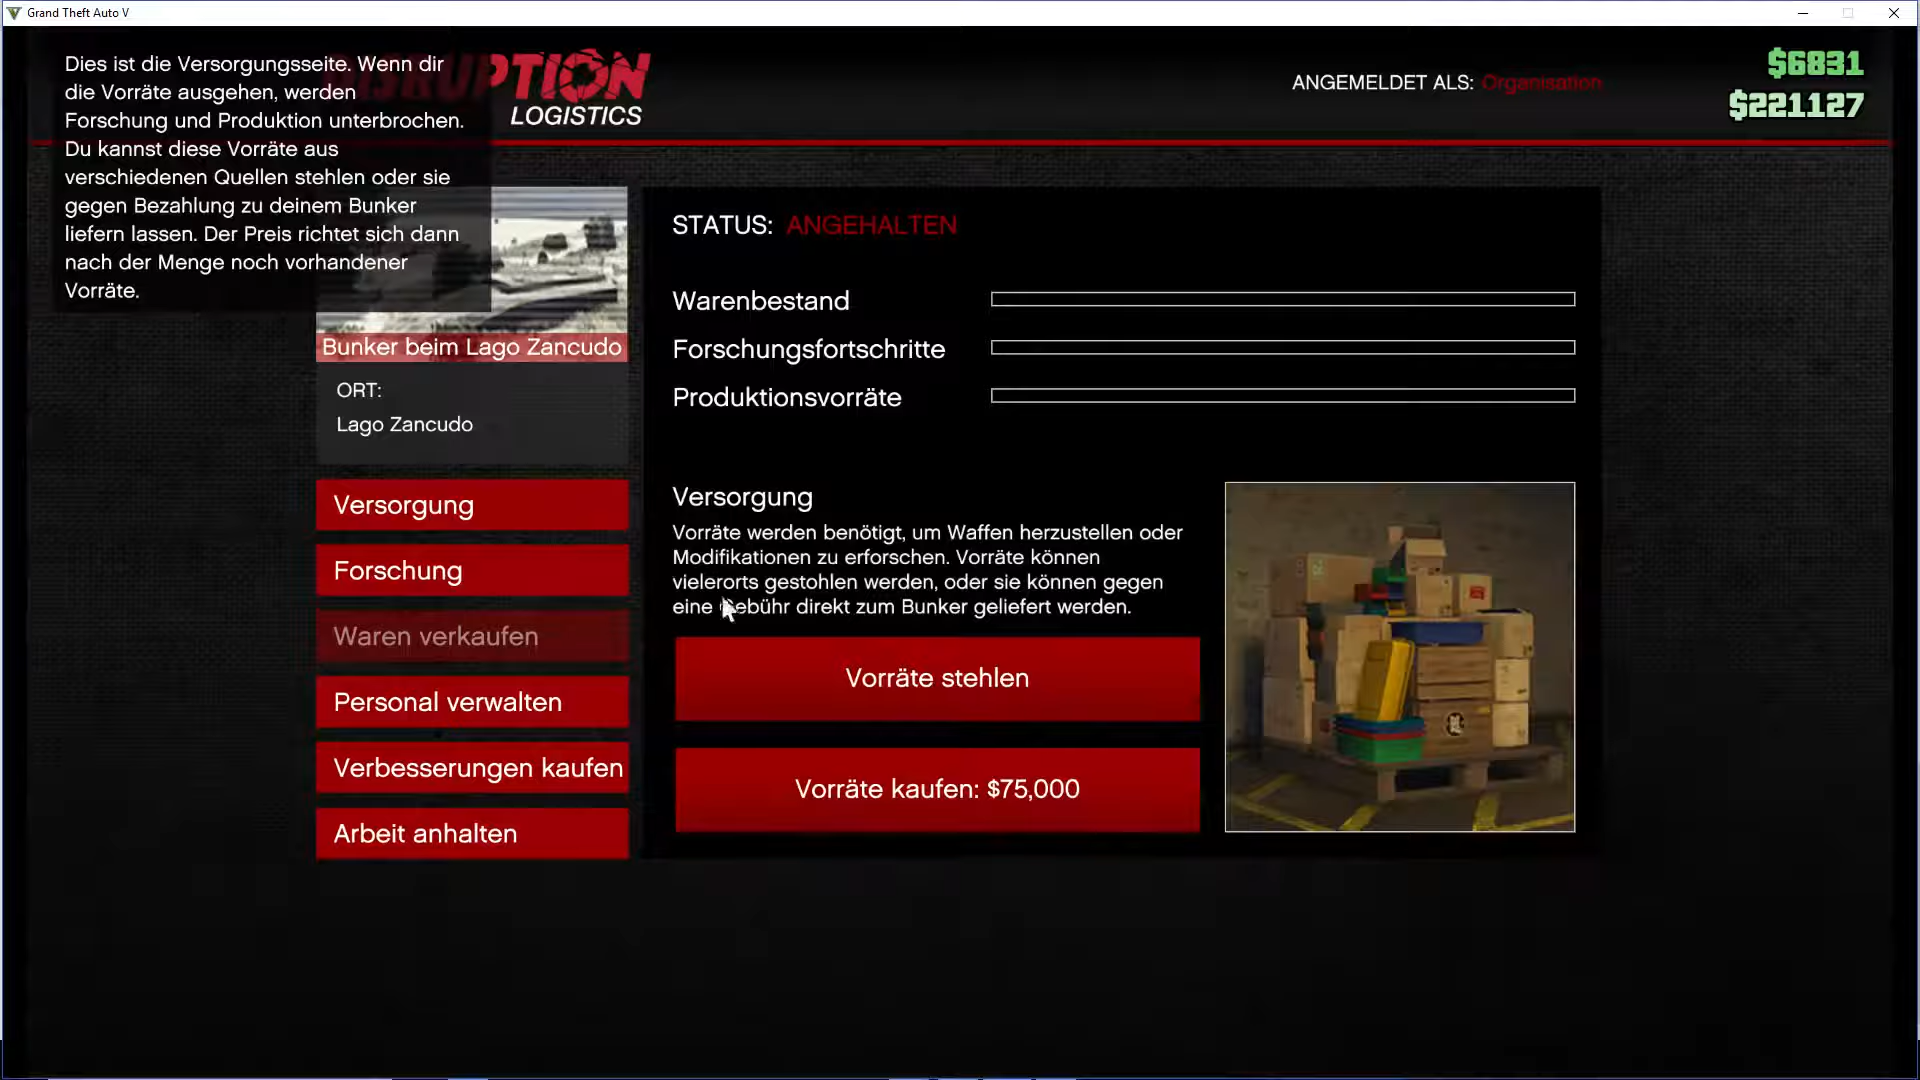 Grand Theft Auto V
Dies ist die Versorgungsseite. Wenn dir
die Vorräte ausgehen, werden
Forschung und Produktion unterbrochen.
Du kannst diese Vorräte aus
verschiedenen Quellen stehlen oder sie
gegen Bezahlung zu deinem Bunker
liefern lassen. Der Preis richtet sich dann
nach der Menge noch vorhandener
Vorräte.
DISRUPTION
LOGISTICS
ANGEMELDET ALS: Organisation
$6831
$221127
Bunker beim Lago Zancudo
ORT:
Lago Zancudo
Versorgung
Forschung
Waren verkaufen
Personal verwalten
Verbesserungen kaufen
Arbeit anhalten
STATUS: ANGEHALTEN
Warenbestand
Forschungsfortschritte
Produktionsvorräte
Versorgung
Vorräte werden benötigt, um Waffen herzustellen oder
Modifikationen zu erforschen. Vorräte können
vielerorts gestohlen werden, oder sie können gegen
eine Gebühr direkt zum Bunker geliefert werden.
Vorräte stehlen
Vorräte kaufen: $75,000